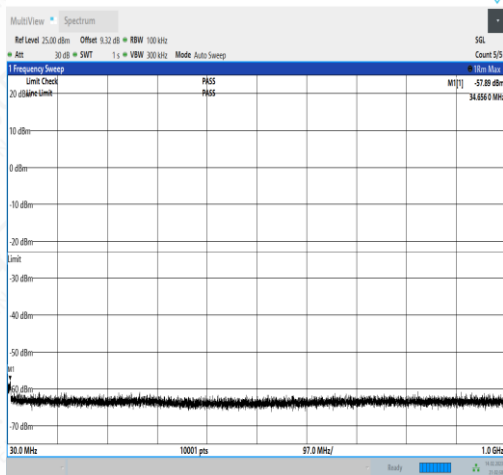 MultiView Spectrum
Ref Level 25.00 dBm Offset 9.32 dB RBW 100 kHz SGL
Att 30 dB SWT 1 s VBW 300 kHz Mode Auto Sweep Count 5/5
1 Frequency Sweep 1Rm Max
Limit Check PASS M1[1] -57.89 dBm
Line Limit PASS 34.656 0 MHz
20 dBm
10 dBm
0 dBm
-10 dBm
-20 dBm
Limit
-30 dBm
-40 dBm
-50 dBm
M1
-60 dBm
-70 dBm
30.0 MHz 10001 pts 97.0 MHz/ 1.0 GHz
Ready